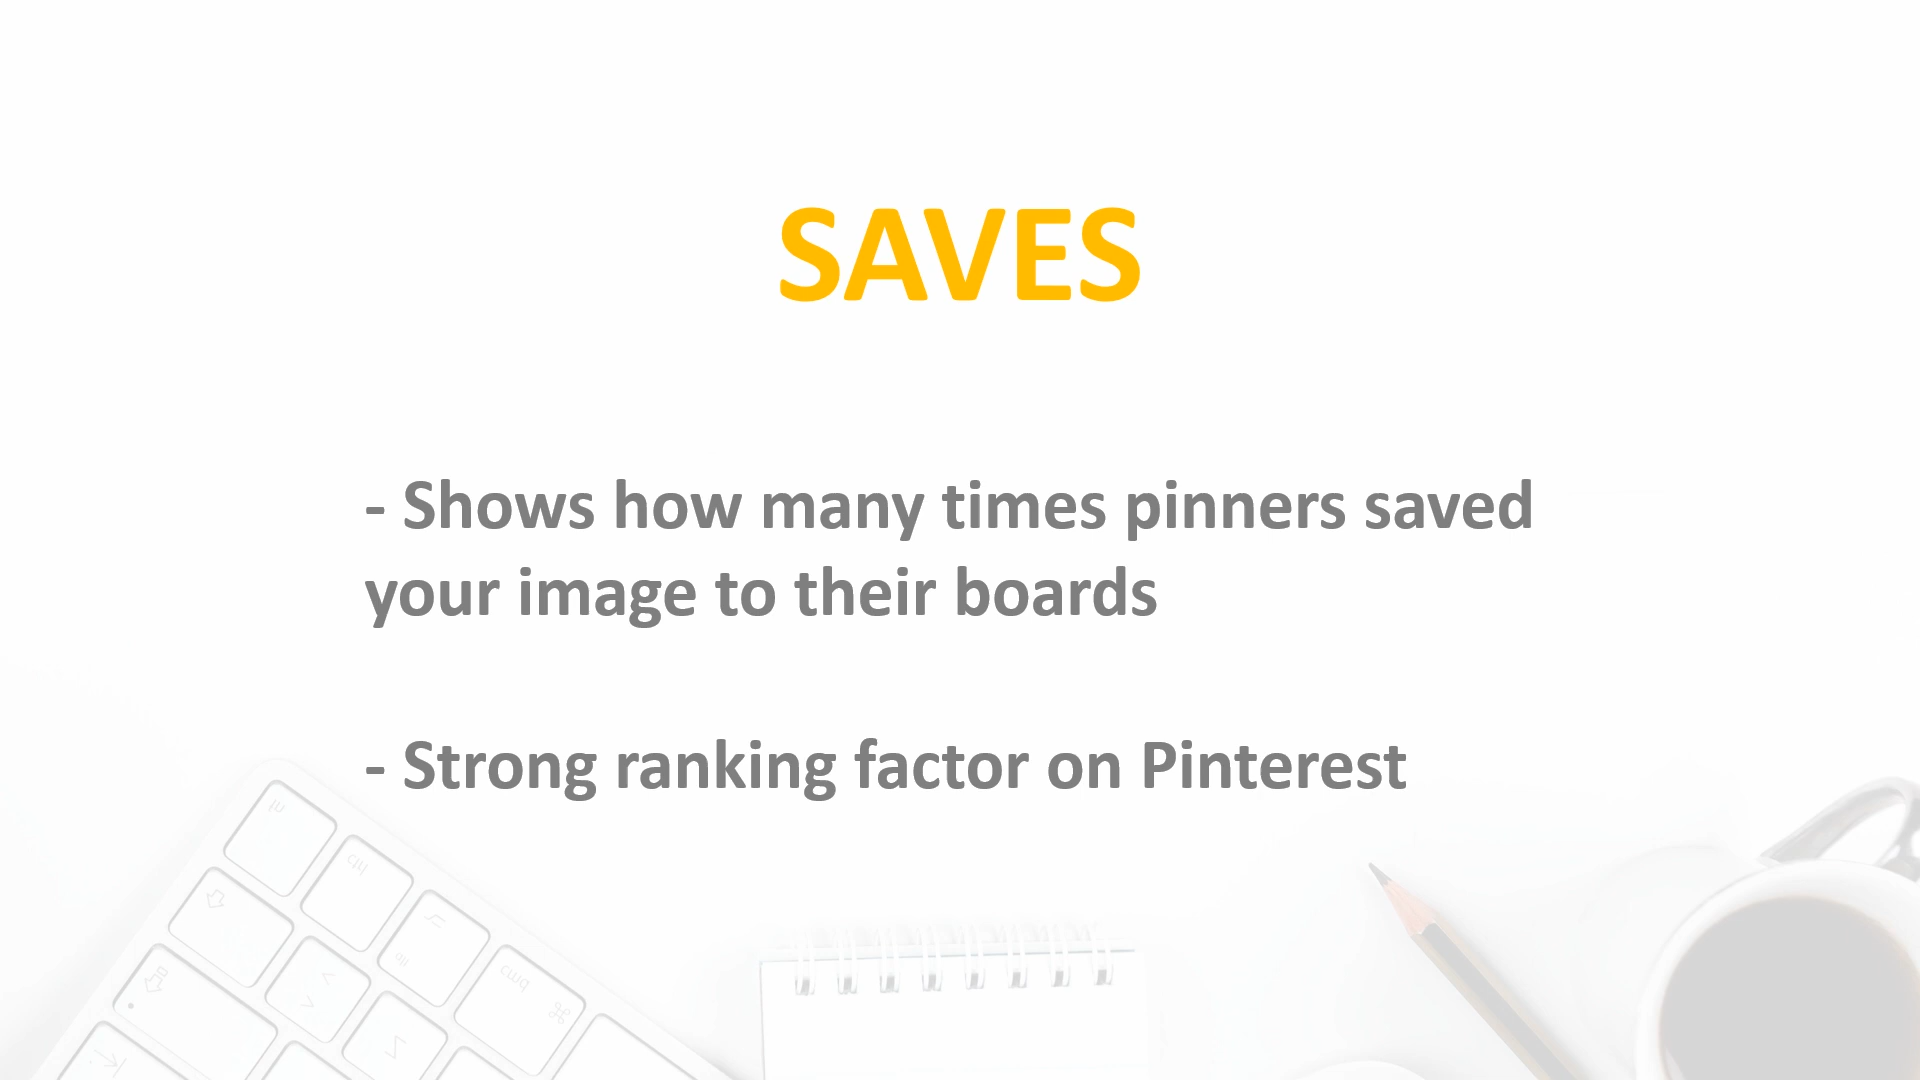 SAVES
- Shows how many times pinners saved
your image to their boards
- Strong ranking factor on Pinterest